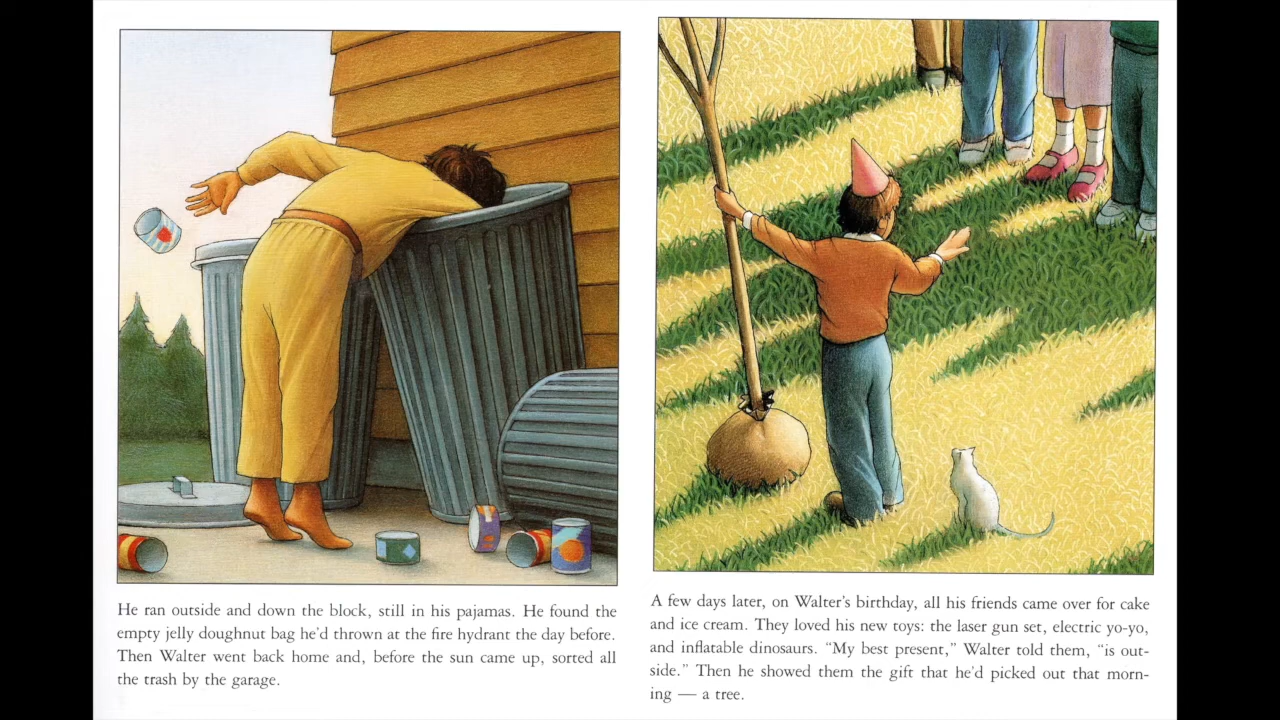 He ran outside and down the block, still in his pajamas. He found the
empty jelly doughnut bag he’d thrown at the fire hydrant the day before.
Then Walter went back home and, before the sun came up, sorted all
the trash by the garage.
A few days later, on Walter’s birthday, all his friends came over for cake
and ice cream. They loved his new toys: the laser gun set, electric yo-yo,
and inflatable dinosaurs. “My best present,” Walter told them, “is out-
side.” Then he showed them the gift that he’d picked out that morn-
ing — a tree.